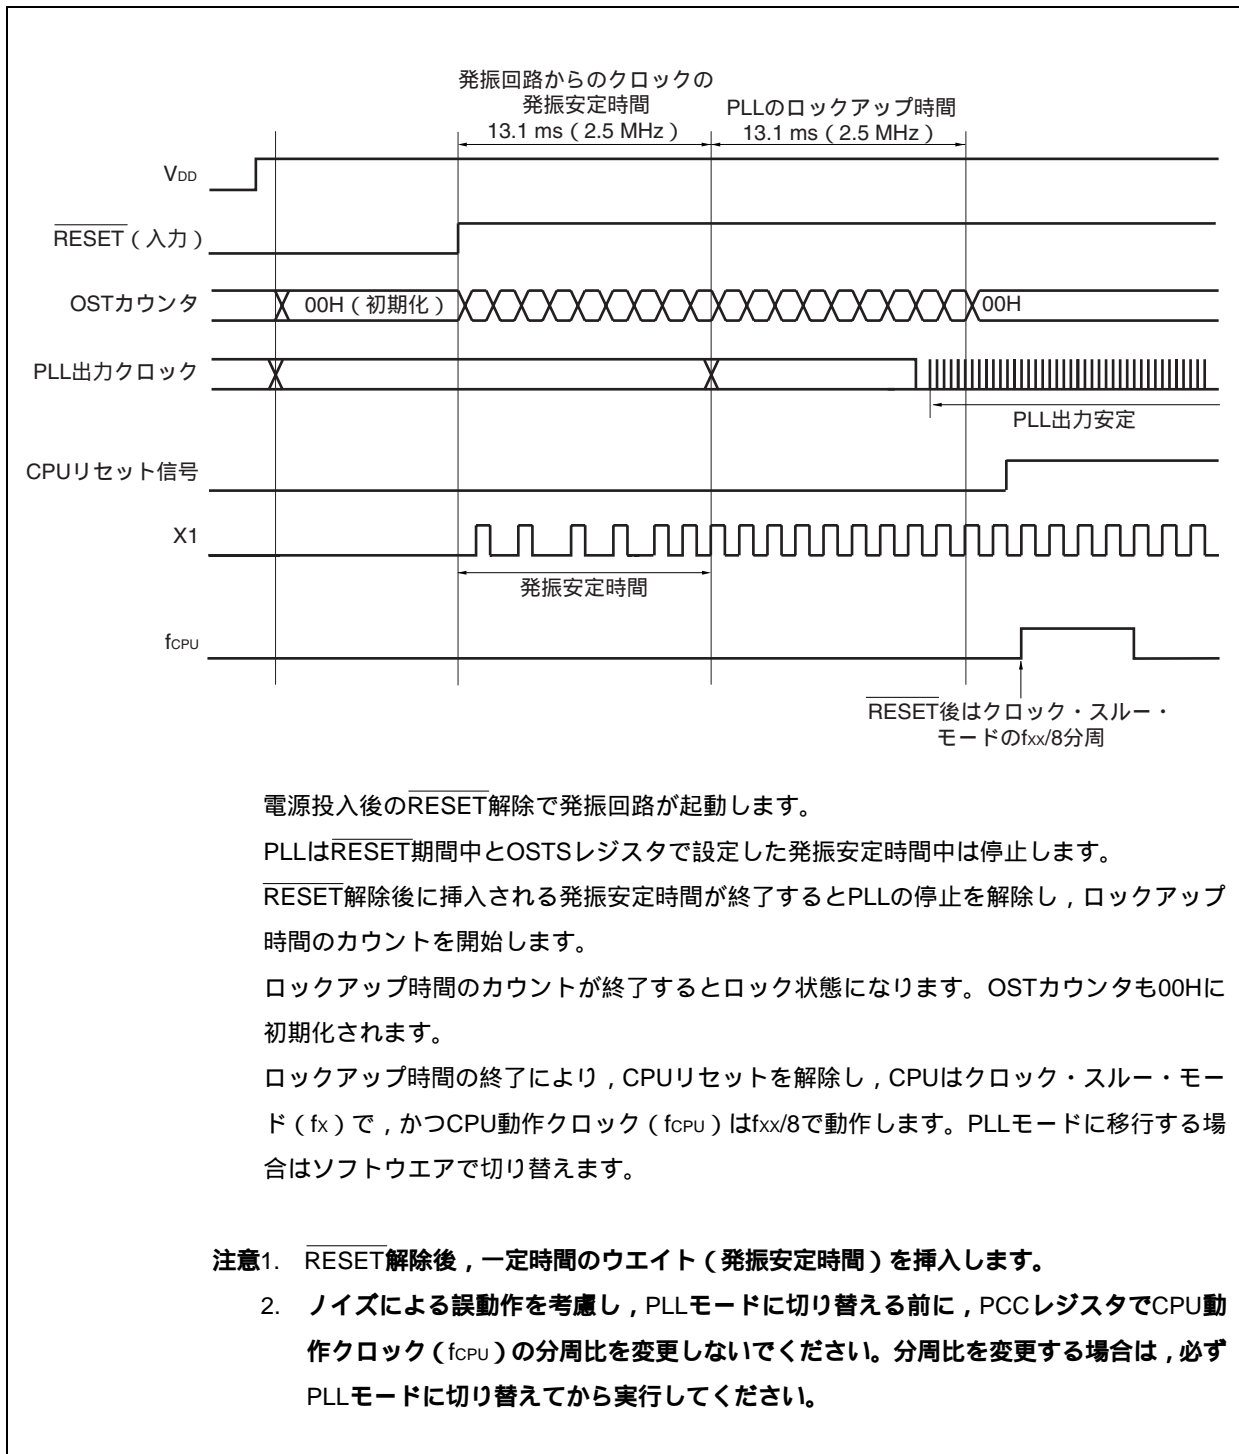 発振回路からのクロックの
発振安定時間
13.1 ms（2.5 MHz）
PLLのロックアップ時間
13.1 ms（2.5 MHz）
VDD
RESET（入力）
OSTカウンタ
00H（初期化）
00H
PLL出力クロック
PLL出力安定
CPUリセット信号
X1
発振安定時間
fCPU
RESET後はクロック・スルー・
モードのfxx/8分周
電源投入後のRESET解除で発振回路が起動します。
PLLはRESET期間中とOSTSレジスタで設定した発振安定時間中は停止します。
RESET解除後に挿入される発振安定時間が終了するとPLLの停止を解除し，ロックアップ
時間のカウントを開始します。
ロックアップ時間のカウントが終了するとロック状態になります。OSTカウンタも00Hに
初期化されます。
ロックアップ時間の終了により，CPUリセットを解除し，CPUはクロック・スルー・モー
ド（fx）で，かつCPU動作クロック（fCPU）はfxx/8で動作します。PLLモードに移行する場
合はソフトウエアで切り替えます。
注意1. RESET解除後，一定時間のウエイト（発振安定時間）を挿入します。
2. ノイズによる誤動作を考慮し，PLLモードに切り替える前に，PCCレジスタでCPU動
作クロック（fCPU）の分周比を変更しないでください。分周比を変更する場合は，必ず
PLLモードに切り替えてから実行してください。